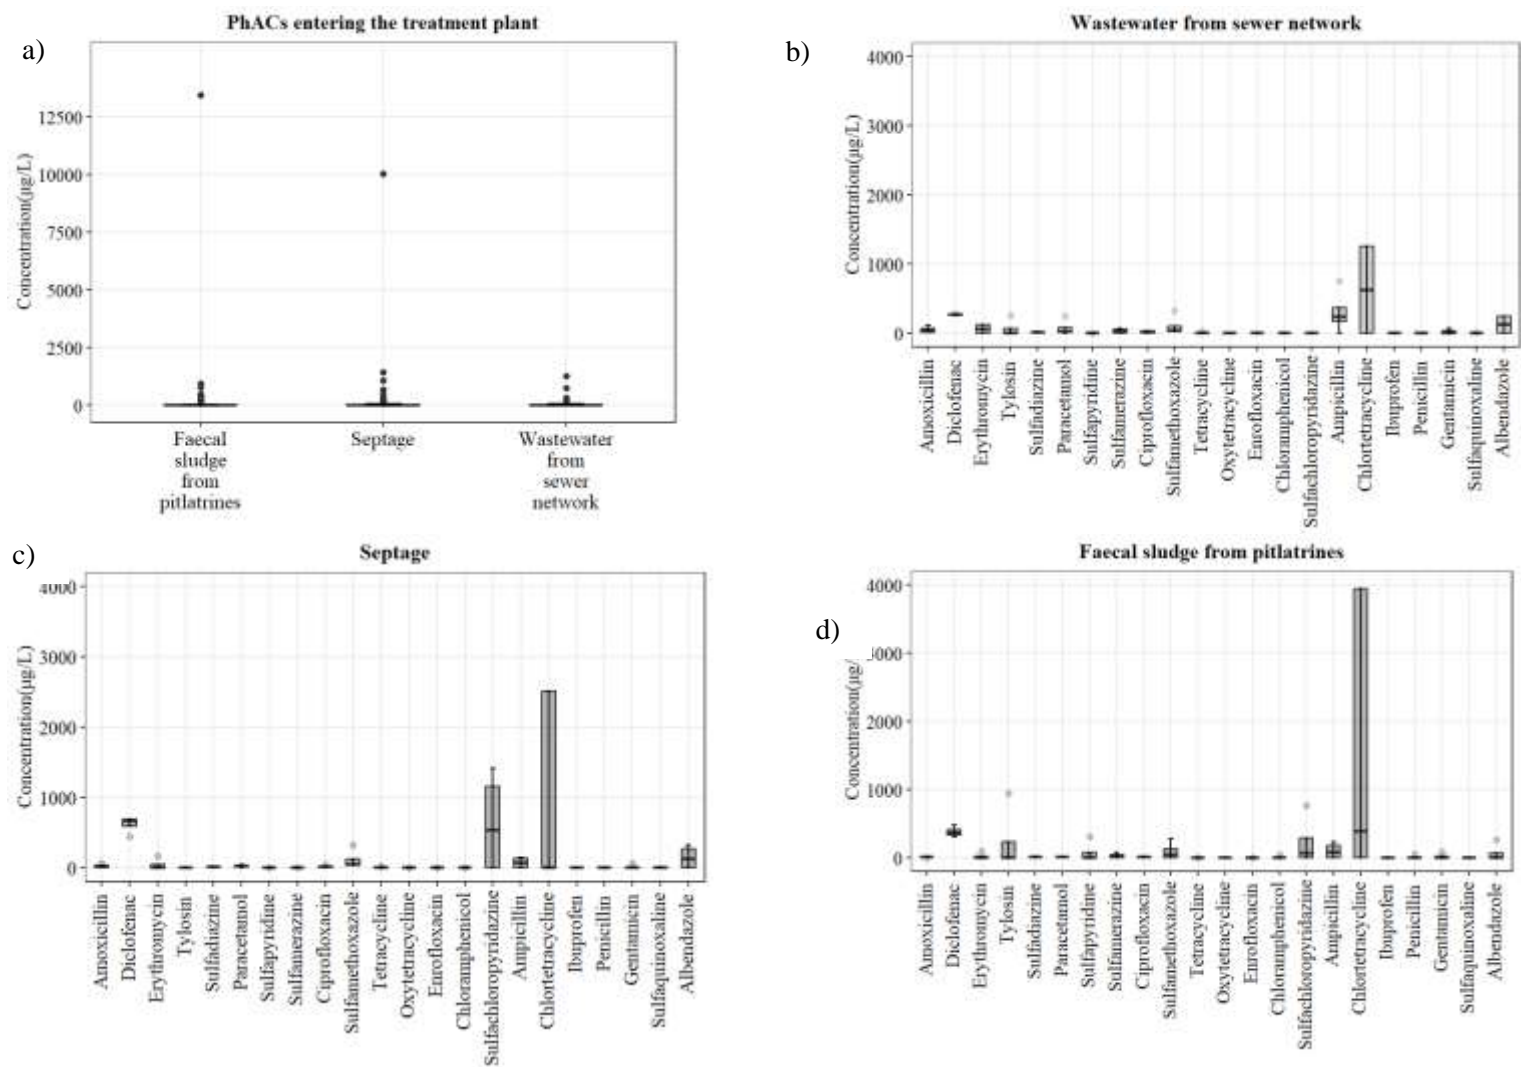 PhACs entering the treatment plant
a)
Concentration(µg/L)
12500
10000
7500
5000
2500
0
Faecal
sludge
from
pitlatrines
Septage
Wastewater
from
sewer
network
Wastewater from sewer network
b)
Concentration(µg/L)
4000
3000
2000
1000
0
Amoxicillin
Diclofenac
Erythromycin
Tylosin
Sulfadiazine
Paracetamol
Sulfapyridine
Sulfamerazine
Ciprofloxacin
Sulfamethoxazole
Tetracycline
Oxytetracycline
Enrofloxacin
Chloramphenicol
Sulfachloropyridazine
Ampicillin
Chlortetracycline
Ibuprofen
Penicillin
Gentamicin
Sulfaquinoxaline
Albendazole
c)
Septage
Concentration(µg/L)
4000
3000
2000
1000
0
Amoxicillin
Diclofenac
Erythromycin
Tylosin
Sulfadiazine
Paracetamol
Sulfapyridine
Sulfamerazine
Ciprofloxacin
Sulfamethoxazole
Tetracycline
Oxytetracycline
Enrofloxacin
Chloramphenicol
Sulfachloropyridazine
Ampicillin
Chlortetracycline
Ibuprofen
Penicillin
Gentamicin
Sulfaquinoxaline
Albendazole
Faecal sludge from pitlatrines
d)
Concentration(µg/
4000
3000
2000
1000
0
Amoxicillin
Diclofenac
Erythromycin
Tylosin
Sulfadiazine
Paracetamol
Sulfapyridine
Sulfamerazine
Ciprofloxacin
Sulfamethoxazole
Tetracycline
Oxytetracycline
Enrofloxacin
Chloramphenicol
Sulfachloropyridazine
Ampicillin
Chlortetracycline
Ibuprofen
Penicillin
Gentamicin
Sulfaquinoxaline
Albendazole